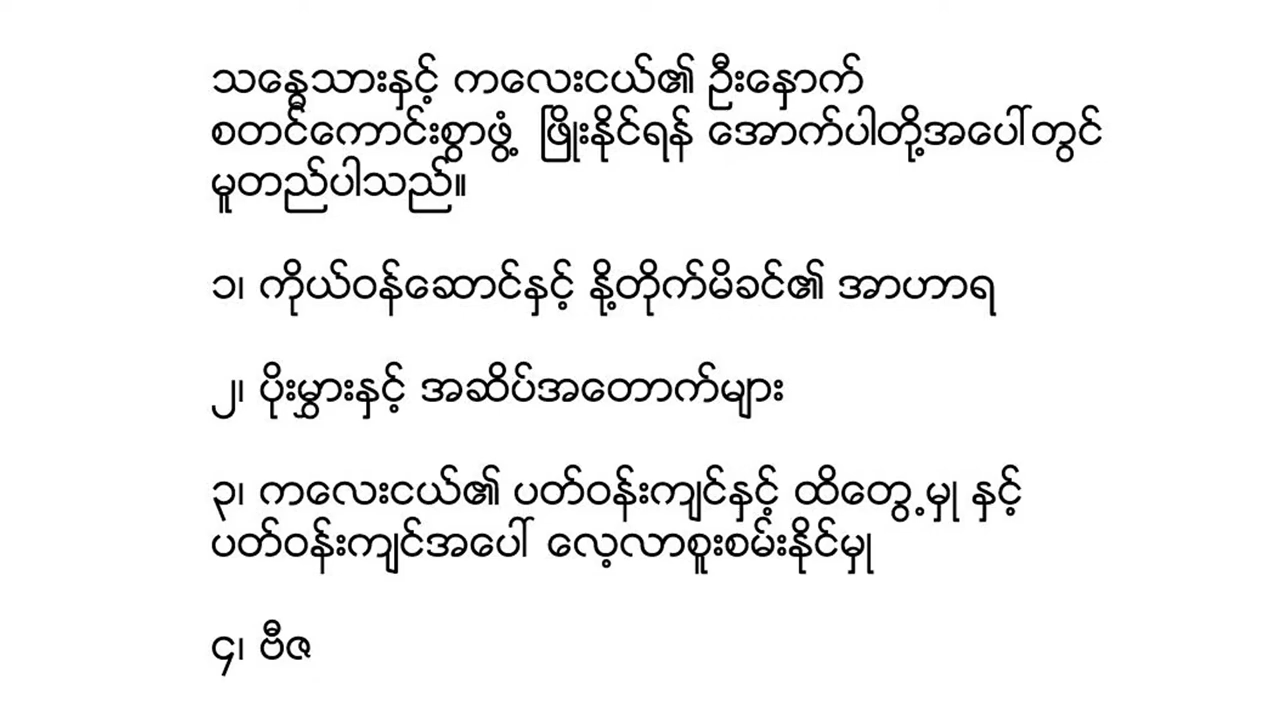 သန္ဓေသားနှင့် ကလေးငယ်၏ ဦးနှောက်
စတင်ကောင်းစွာဖွံ့ ဖြိုးနိုင်ရန် အောက်ပါတို့အပေါ်တွင်
မူတည်ပါသည်။
၁၊ ကိုယ်ဝန်ဆောင်နှင့် နို့တိုက်မိခင်၏ အာဟာရ
၂၊ ပိုးမွှားနှင့် အဆိပ်အတောက်များ
၃၊ ကလေးငယ်၏ ပတ်ဝန်းကျင်နှင့် ထိတွေ့မှု နှင့်
ပတ်ဝန်းကျင်အပေါ် လေ့လာစူးစမ်းနိုင်မှု
၄၊ ဗီဇ